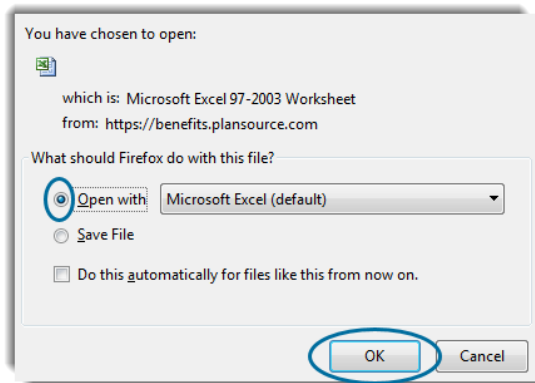 You have chosen to open:
which is: Microsoft Excel 97-2003 Worksheet
from: https://benefits.plansource.com
What should Firefox do with this file?
Open with Microsoft Excel (default)
Save File
Do this automatically for files like this from now on.
OK Cancel